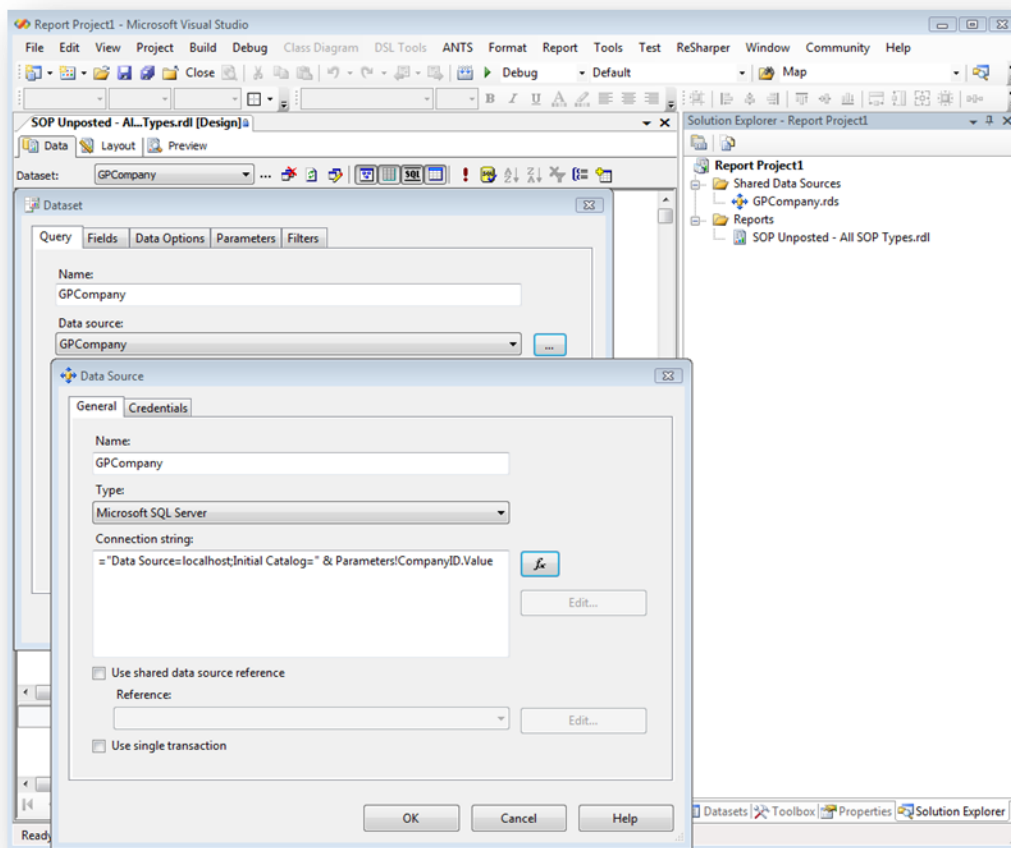 Report Project1 - Microsoft Visual Studio
File Edit View Project Build Debug Class Diagram DSL Tools ANTS Format Report Tools Test ReSharper Window Community Help
Close Debug Default Map
B I U A
SOP Unposted - Al...Types.rdl [Design]
Solution Explorer - Report Project1
Data Layout Preview
Dataset: GPCompany ... SQL !
Report Project1
Shared Data Sources
GPCompany.rds
Reports
SOP Unposted - All SOP Types.rdl
Dataset
Query Fields Data Options Parameters Filters
Name:
GPCompany
Data source:
GPCompany
...
Data Source
General Credentials
Name:
GPCompany
Type:
Microsoft SQL Server
Connection string:
="Data Source=localhost;Initial Catalog=" & Parameters!CompanyID.Value
fx
Edit...
Use shared data source reference
Reference:
Edit...
Use single transaction
OK Cancel Help
Datasets Toolbox Properties Solution Explorer
Ready